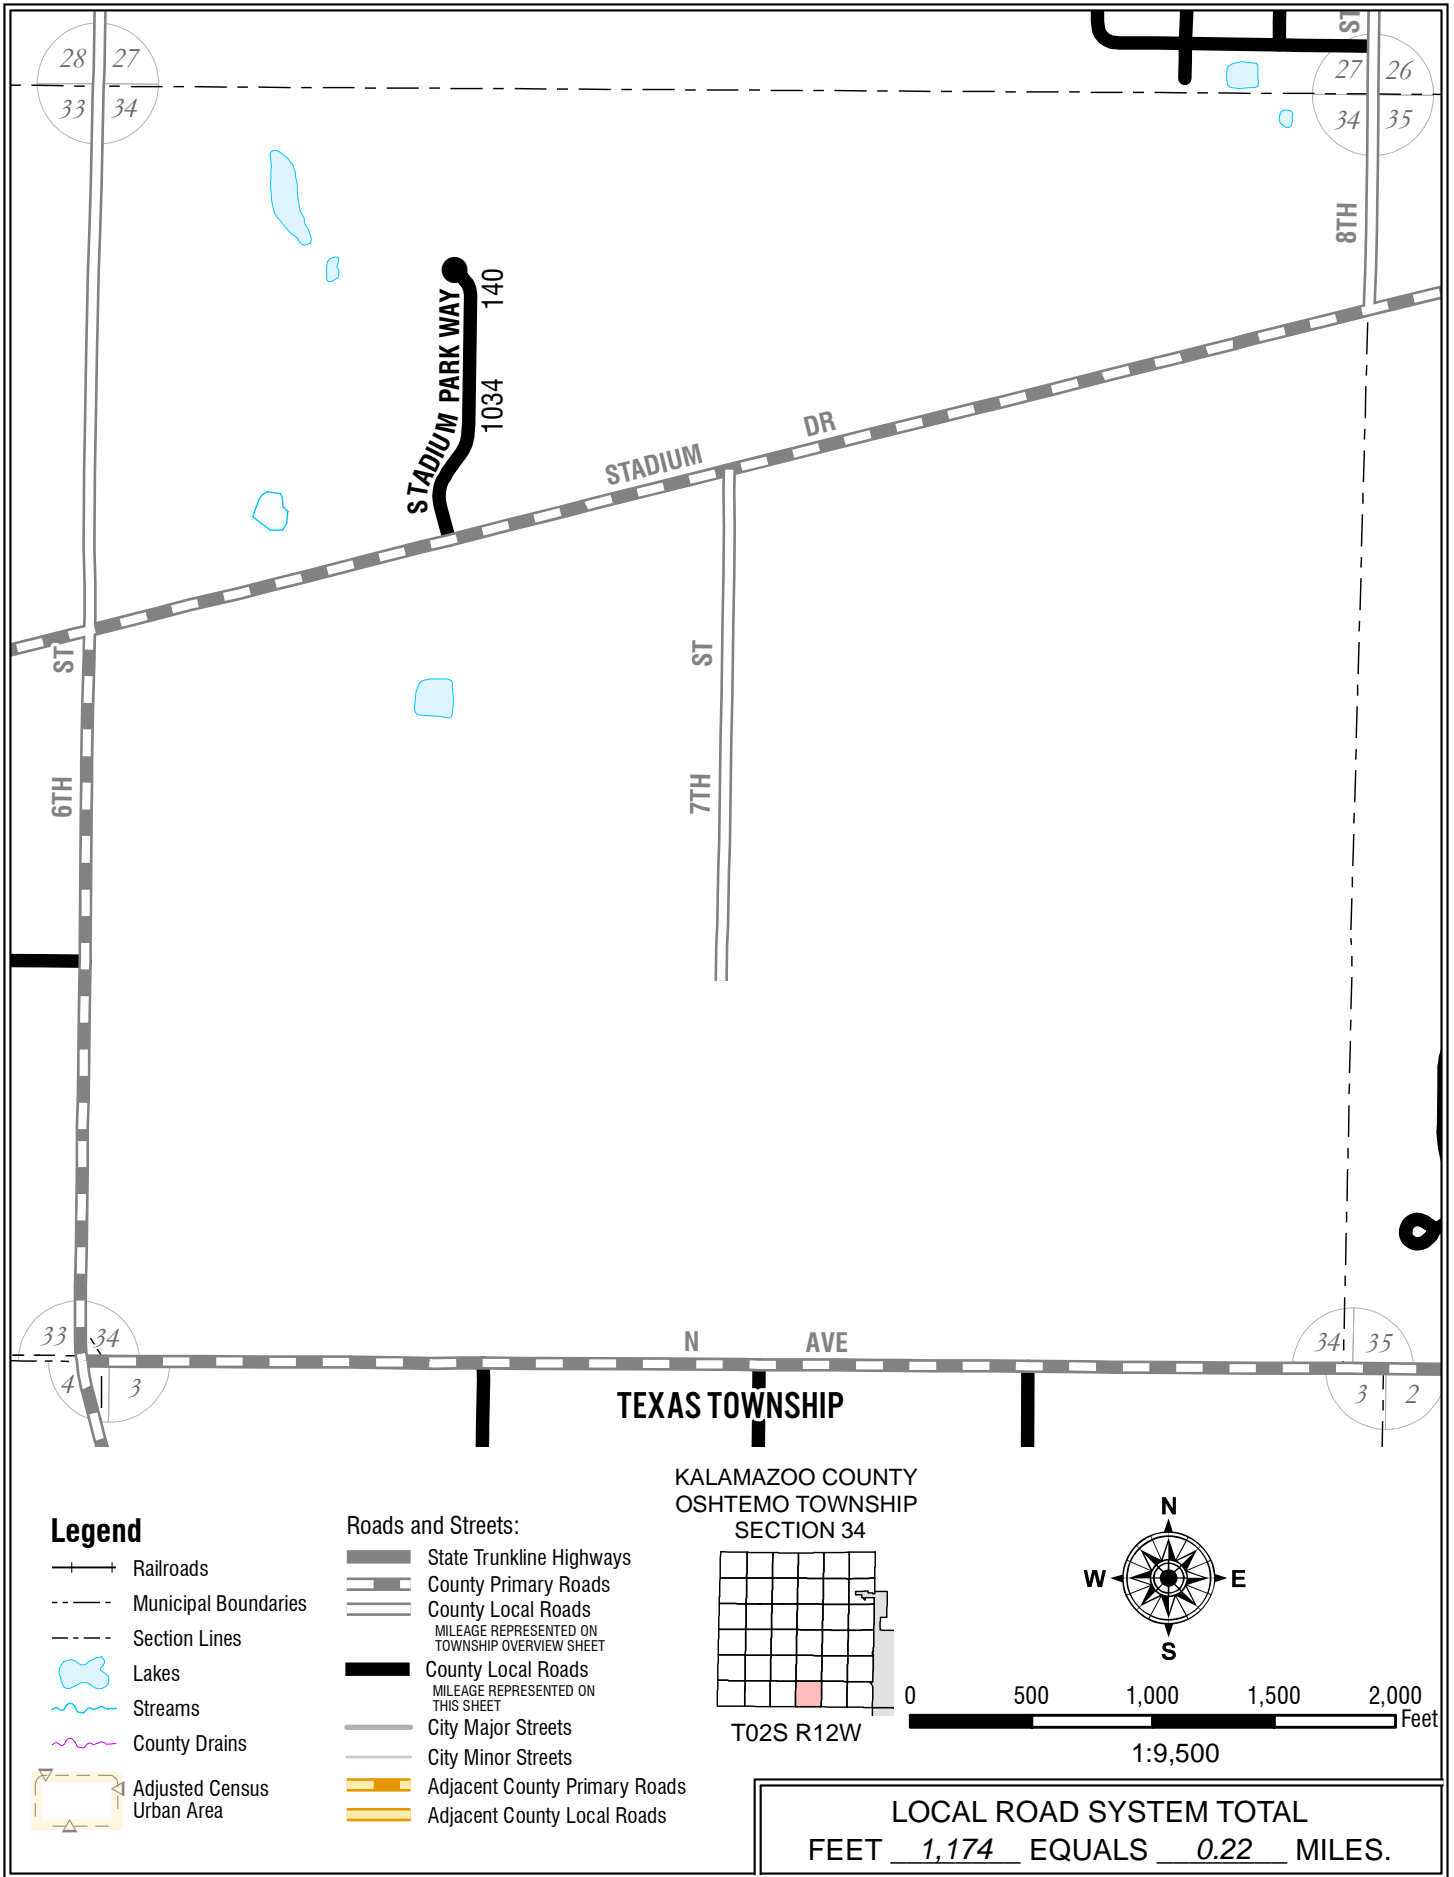 28 27
33 34
ST
27 26
34 35
8TH
STADIUM PARK WAY
140
1034
STADIUM DR
ST
6TH
ST
7TH
33 34
4 3
N AVE
34 35
3 2
TEXAS TOWNSHIP
Legend
Railroads
Municipal Boundaries
Section Lines
Lakes
Streams
County Drains
Adjusted Census
Urban Area
Roads and Streets:
State Trunkline Highways
County Primary Roads
County Local Roads
MILEAGE REPRESENTED ON
TOWNSHIP OVERVIEW SHEET
County Local Roads
MILEAGE REPRESENTED ON
THIS SHEET
City Major Streets
City Minor Streets
Adjacent County Primary Roads
Adjacent County Local Roads
KALAMAZOO COUNTY
OSHTEMO TOWNSHIP
SECTION 34
T02S R12W
N
W E
S
0 500 1,000 1,500 2,000
Feet
1:9,500
LOCAL ROAD SYSTEM TOTAL
FEET 1,174 EQUALS 0.22 MILES.